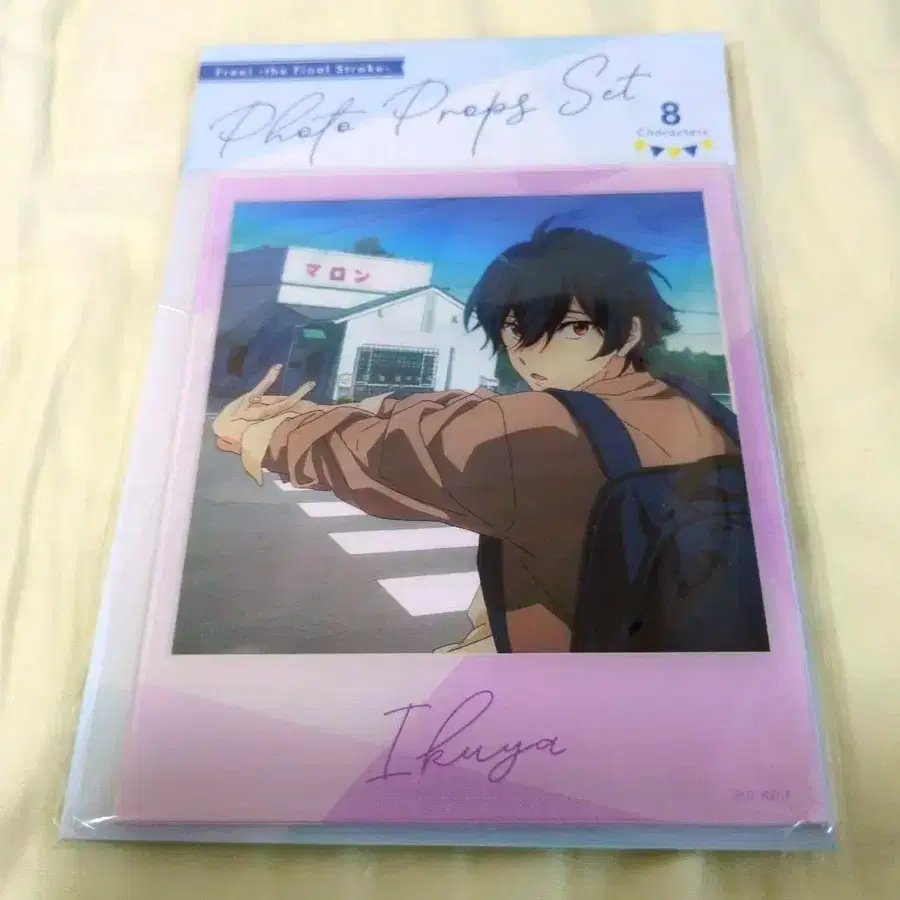 Free! -the Final Stroke-
Photo Props Set
8
Characters
マロン
Ikuya